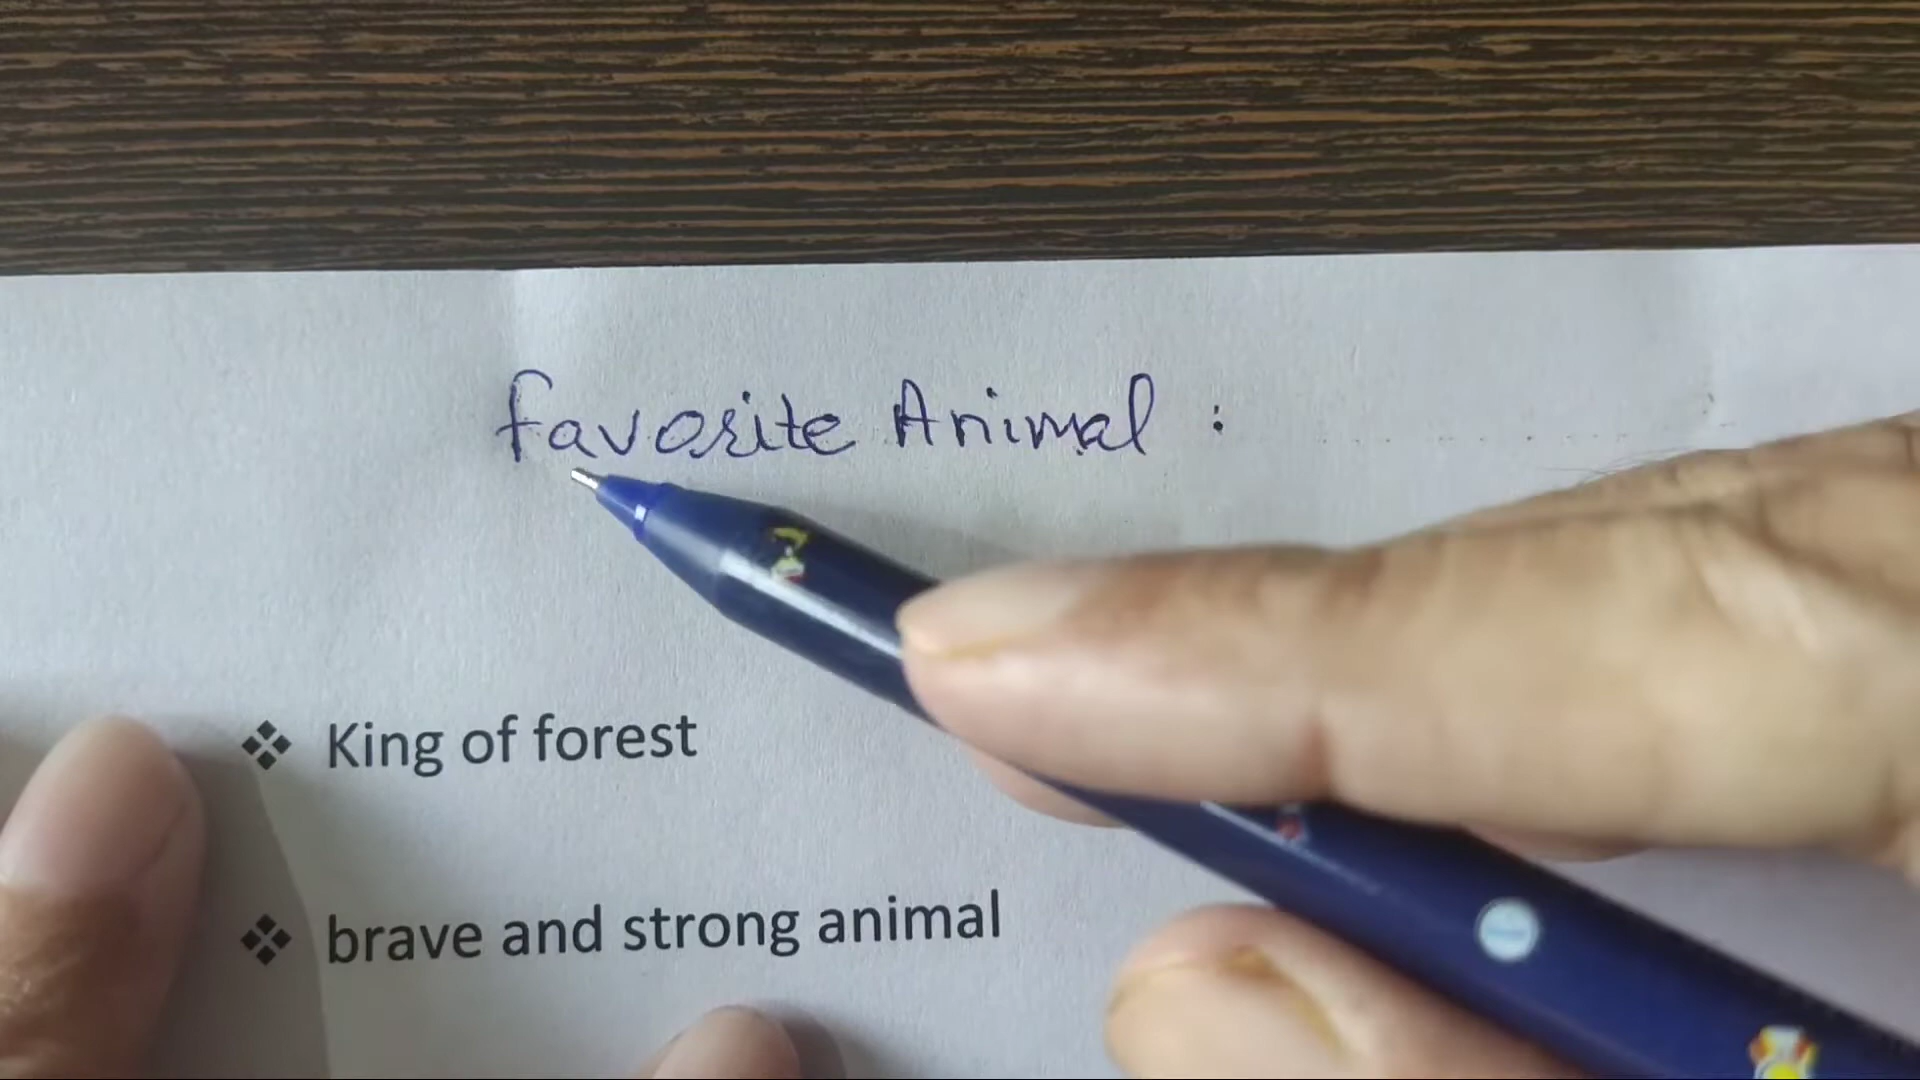 favorite Animal :
❖ King of forest
❖ brave and strong animal